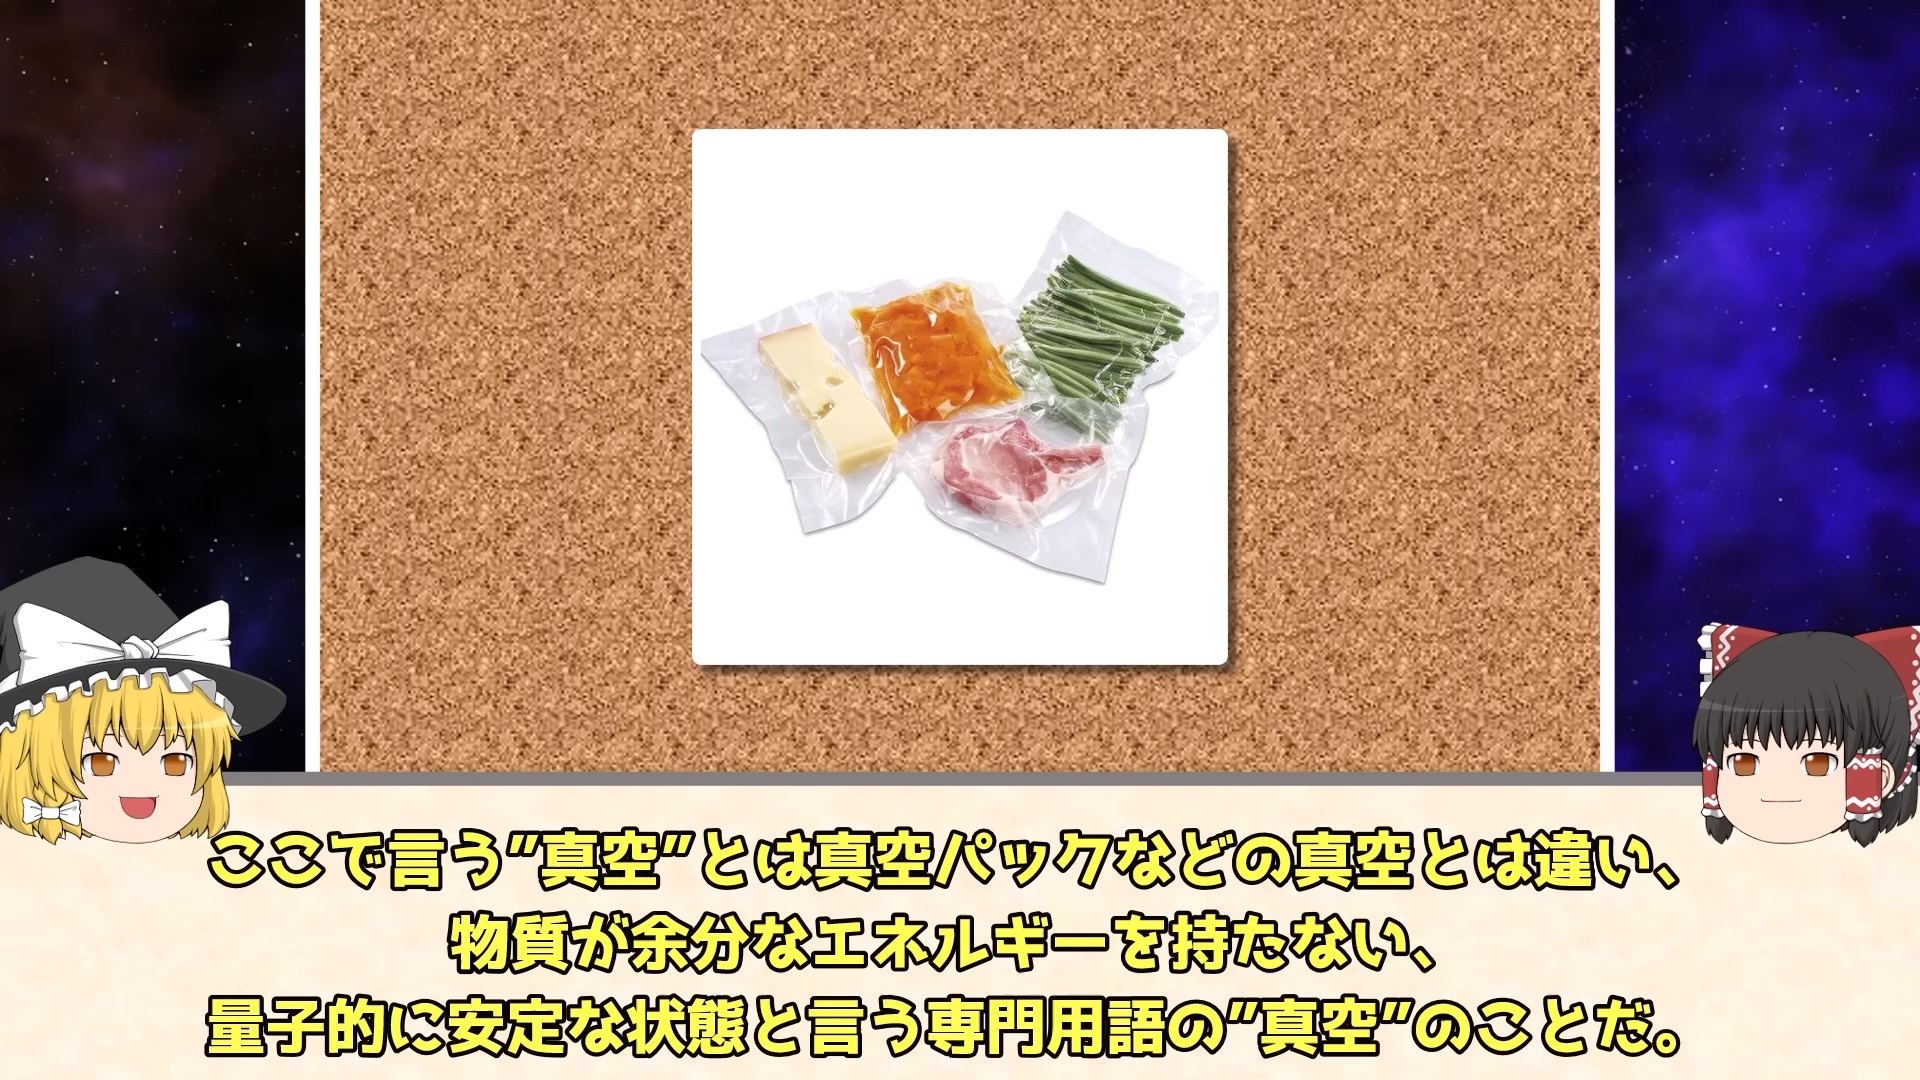 ここで言う"真空"とは真空パックなどの真空とは違い、
物質が余分なエネルギーを持たない、
量子的に安定な状態と言う専門用語の"真空"のことだ。